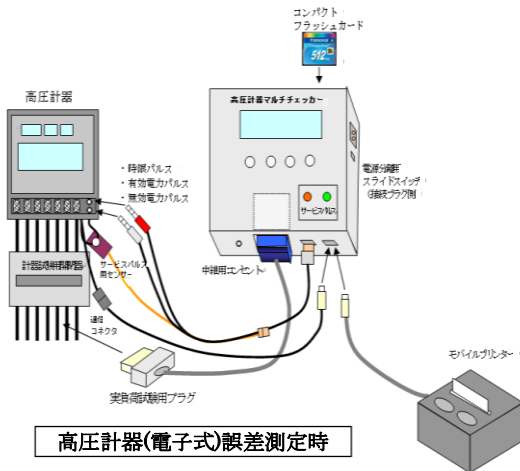 コンパクト
フラッシュカード
512
高圧計器
高圧計器マルチチェッカー
・時限パルス
・有効電力パルス
・無効電力パルス
電源分離用
スライドスイッチ
(接続プラグ側)
サービスパルス
サービスパルス
用センサー
中継用コンセント
通信
コネクタ
モバイルプリンター
実負荷試験用プラグ
高圧計器(電子式)誤差測定時